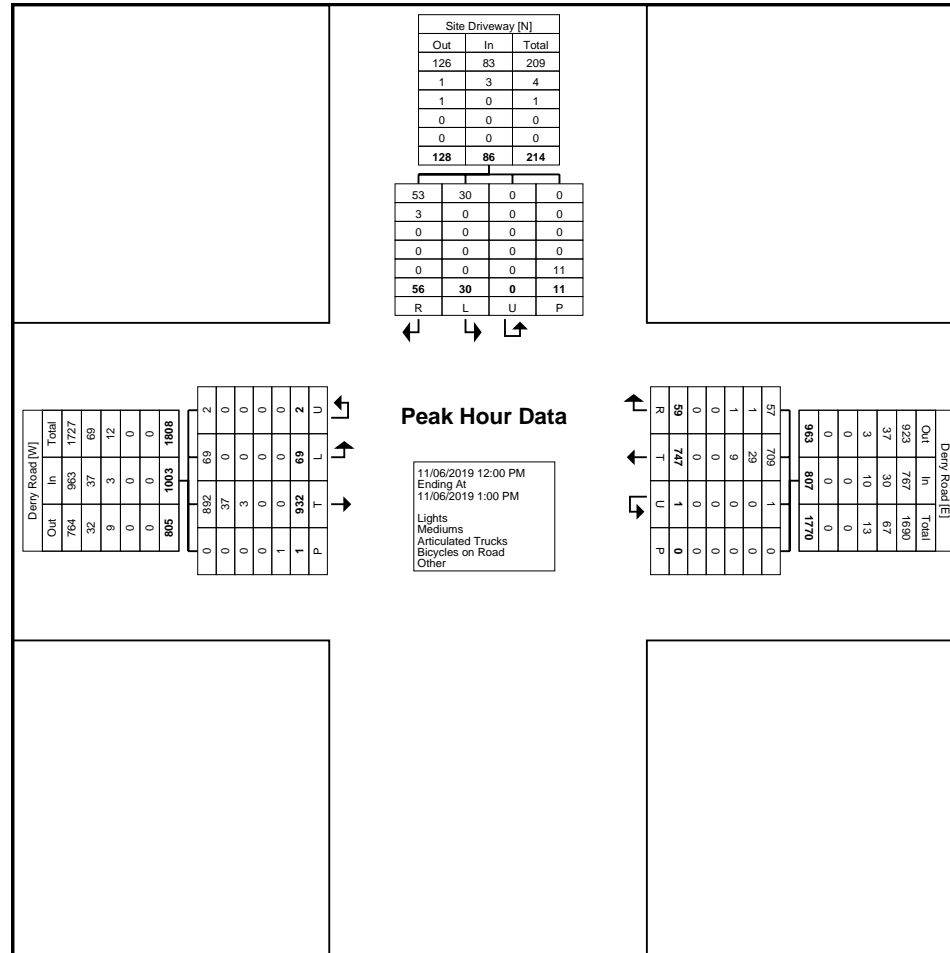 Site Driveway [N]
Out In Total
126 83 209
1 3 4
1 0 1
0 0 0
0 0 0
128 86 214
53 30 0 0
3 0 0 0
0 0 0 0
0 0 0 0
0 0 0 11
56 30 0 11
R L U P
Derry Road [W]
Total In Out
1727 963 764
69 37 32
12 3 9
0 0 0
0 0 0
1808 1003 805
2 69 892 0
0 0 37 0
0 0 3 0
0 0 0 0
0 0 0 1
2 69 932 1
U L T P
Peak Hour Data
11/06/2019 12:00 PM
Ending At
11/06/2019 1:00 PM
Lights
Mediums
Articulated Trucks
Bicycles on Road
Other
R T U P
59 747 1 0
0 0 0 0
0 0 0 0
1 9 0 0
1 29 0 0
57 709 1 0
Derry Road [E]
Out In Total
923 767 1690
37 30 67
3 10 13
0 0 0
0 0 0
963 807 1770